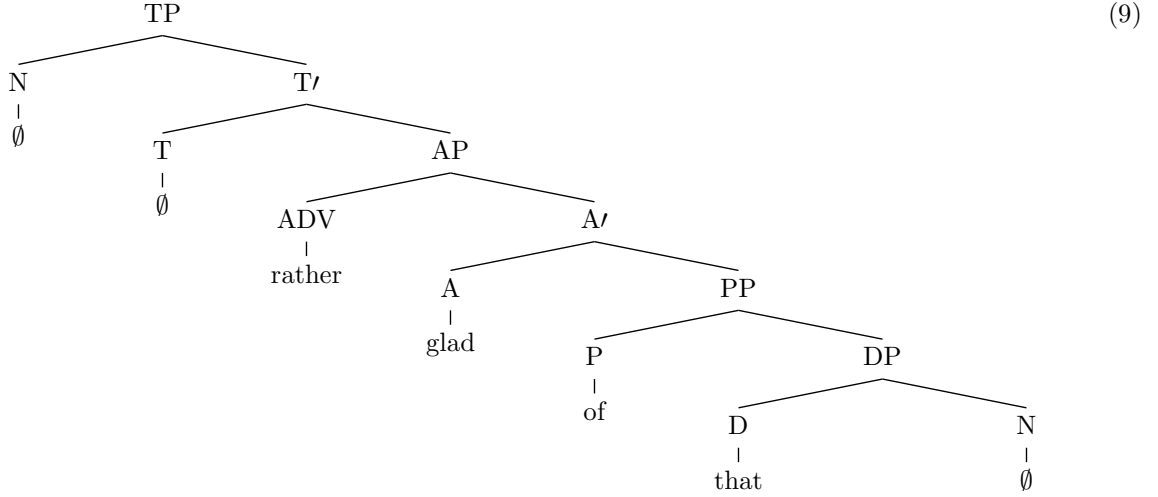 TP (9)
N T′
∅ T AP
∅ ADV A′
rather A PP
glad P DP
of D N
that ∅